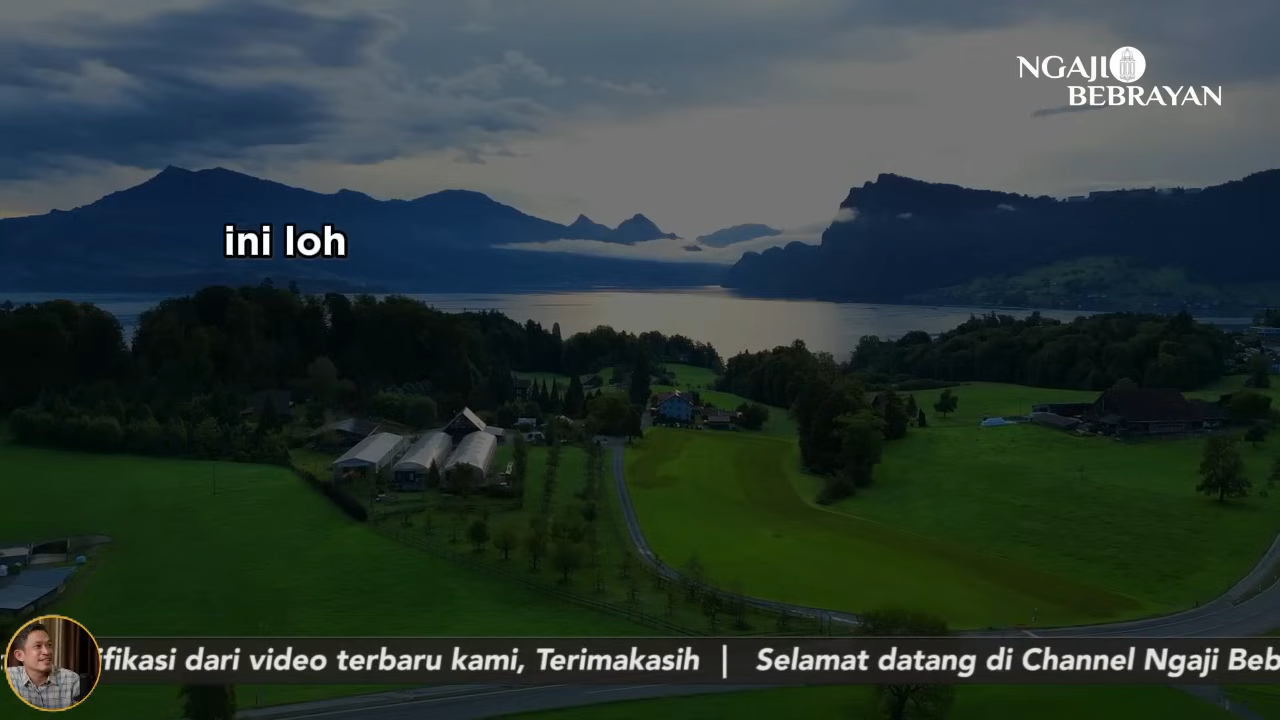 NGAJI
BEBRAYAN
ini loh
fikasi dari video terbaru kami, Terimakasih | Selamat datang di Channel Ngaji Beb